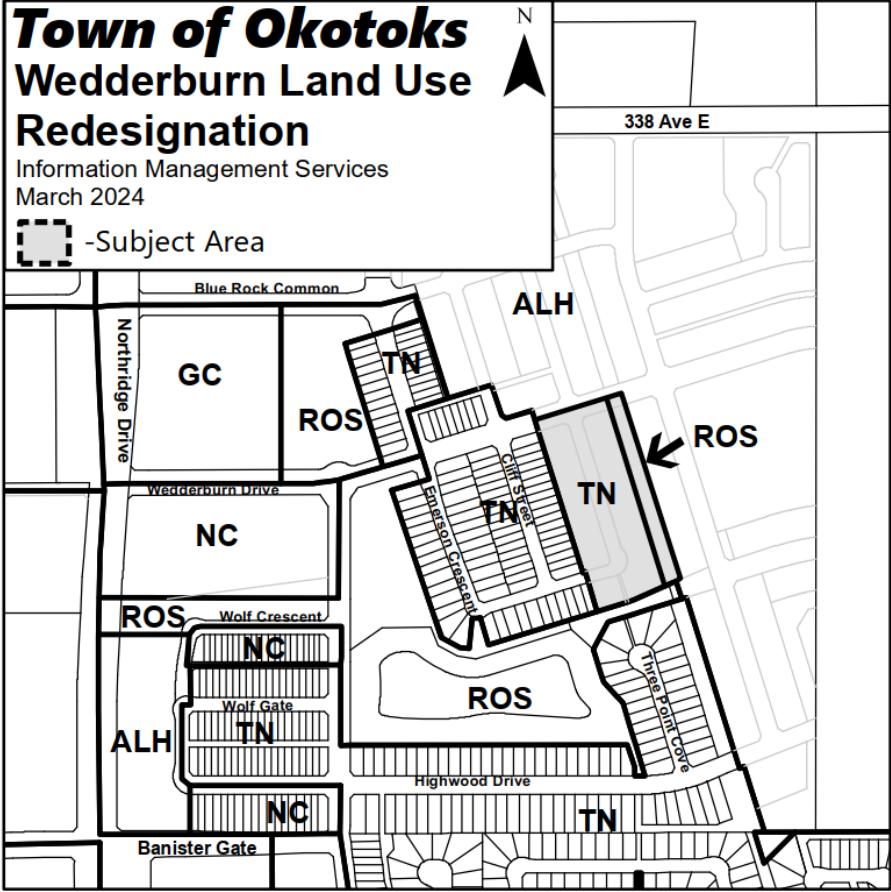 Town of Okotoks
N
Wedderburn Land Use
Redesignation
Information Management Services
March 2024
-Subject Area
338 Ave E
Blue Rock Common
ALH
Northridge Drive
GC
TN
ROS
ROS
Cliff Street
TN
TN
Wedderburn Drive
Emerson Crescent
NC
ROS
Wolf Crescent
NC
Three Point Cove
ROS
Wolf Gate
TN
ALH
Highwood Drive
NC
TN
Banister Gate